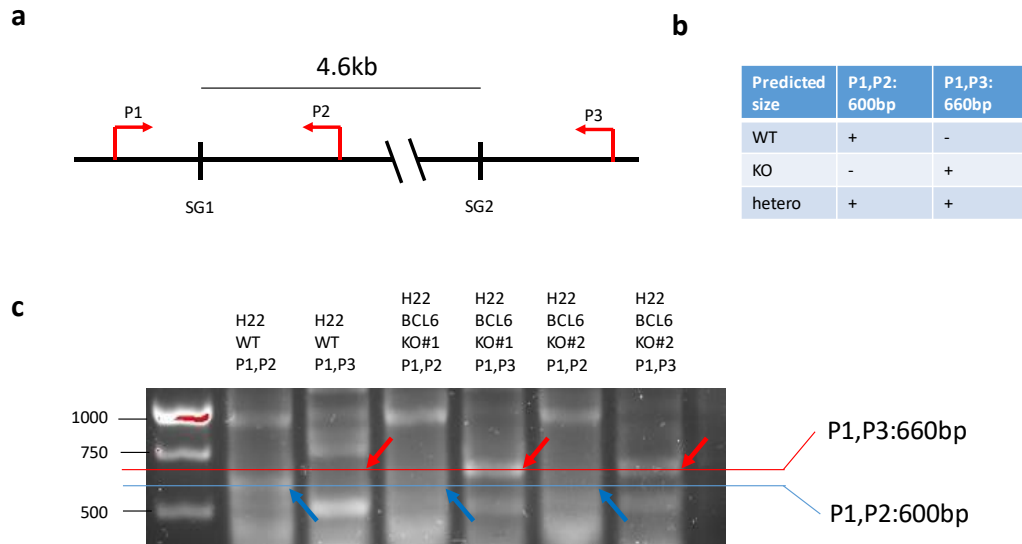 a
4.6kb
P1
P2
P3
SG1
SG2
b
Predicted size
P1,P2: 600bp
P1,P3: 660bp
WT + -
KO - +
hetero + +
c
H22 WT P1,P2
H22 WT P1,P3
H22 BCL6 KO#1 P1,P2
H22 BCL6 KO#1 P1,P3
H22 BCL6 KO#2 P1,P2
H22 BCL6 KO#2 P1,P3
1000
750
500
P1,P3:660bp
P1,P2:600bp